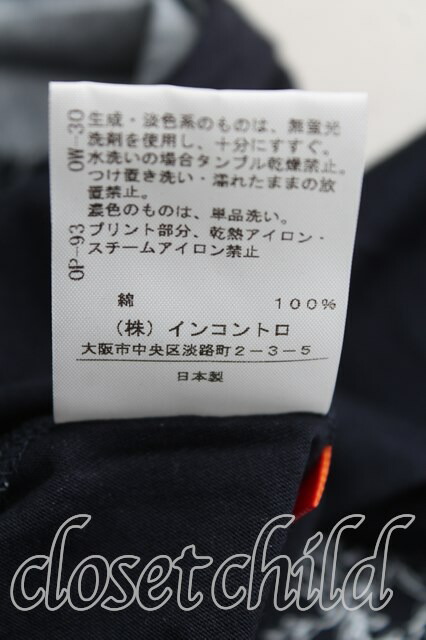 生成・淡色系のものは、無蛍光
洗剤を使用し、十分にすすぐ。
水洗いの場合タンブル乾燥禁止。
つけ置き洗い・濡れたままの放
置禁止。
濃色のものは、単品洗い。
プリント部分、乾熱アイロン・
スチームアイロン禁止
OP-93 OW-30
綿 100%
(株)インコントロ
大阪市中央区淡路町2-3-5
日本製
closetchild